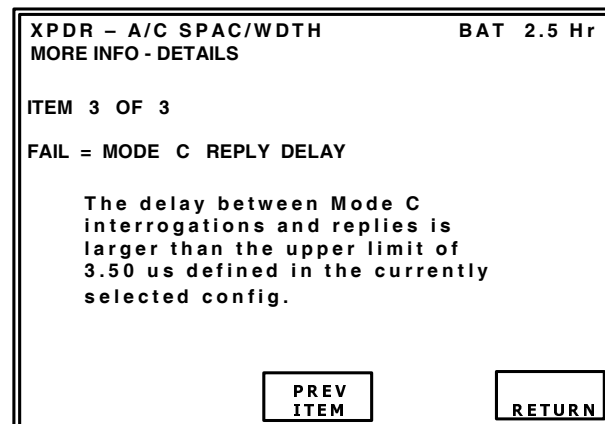 XPDR – A/C SPAC/WDTH BAT 2.5 Hr
MORE INFO - DETAILS
ITEM 3 OF 3
FAIL = MODE C REPLY DELAY
The delay between Mode C
interrogations and replies is
larger than the upper limit of
3.50 us defined in the currently
selected config.
PREV
ITEM
RETURN